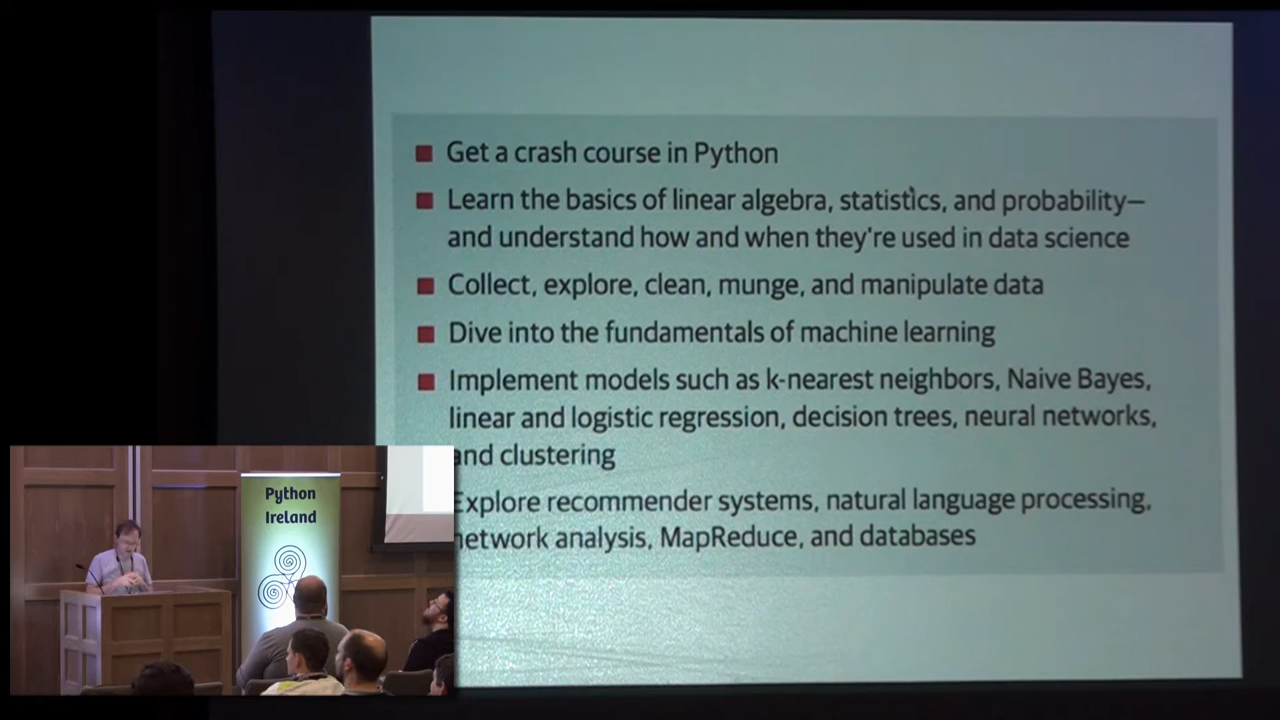 Get a crash course in Python
Learn the basics of linear algebra, statistics, and probability—
and understand how and when they're used in data science
Collect, explore, clean, munge, and manipulate data
Dive into the fundamentals of machine learning
Implement models such as k-nearest neighbors, Naive Bayes,
linear and logistic regression, decision trees, neural networks,
and clustering
Explore recommender systems, natural language processing,
network analysis, MapReduce, and databases
Python
Ireland